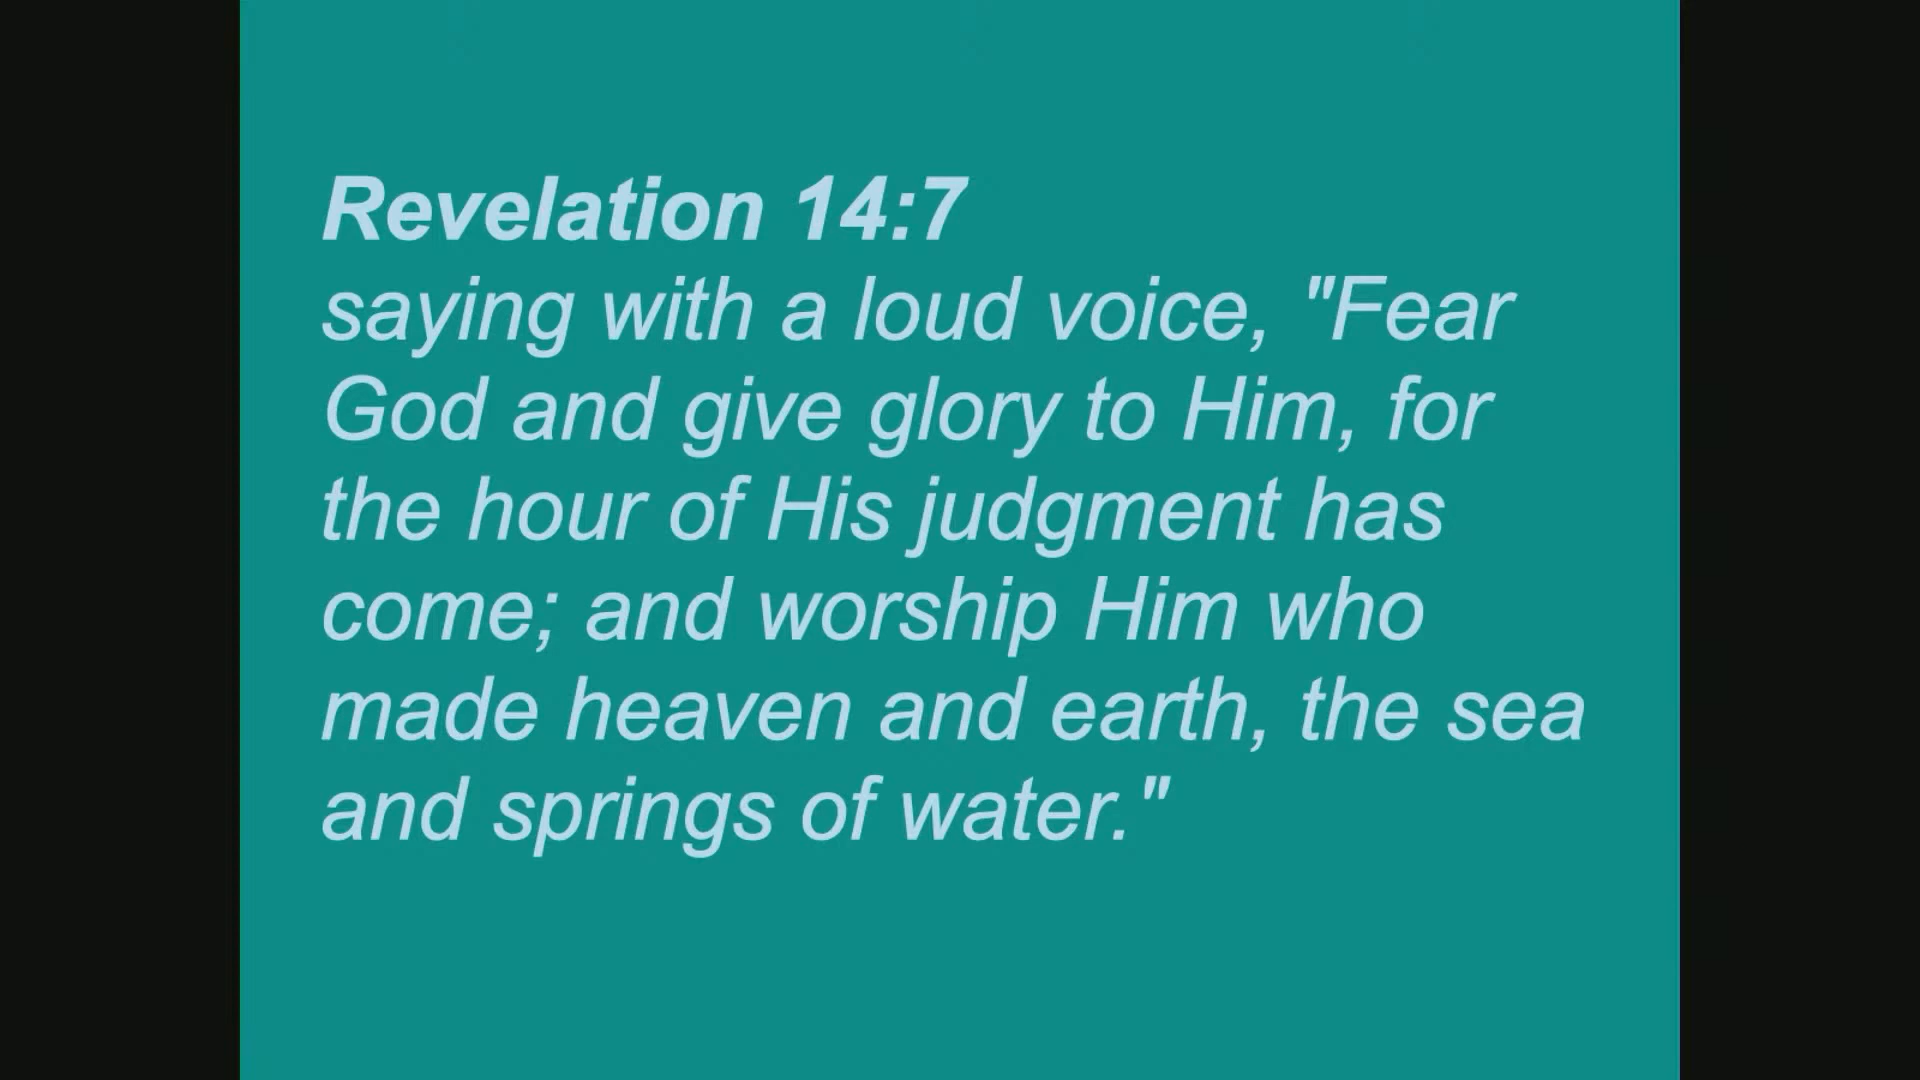 Revelation 14:7
saying with a loud voice, "Fear
God and give glory to Him, for
the hour of His judgment has
come; and worship Him who
made heaven and earth, the sea
and springs of water."